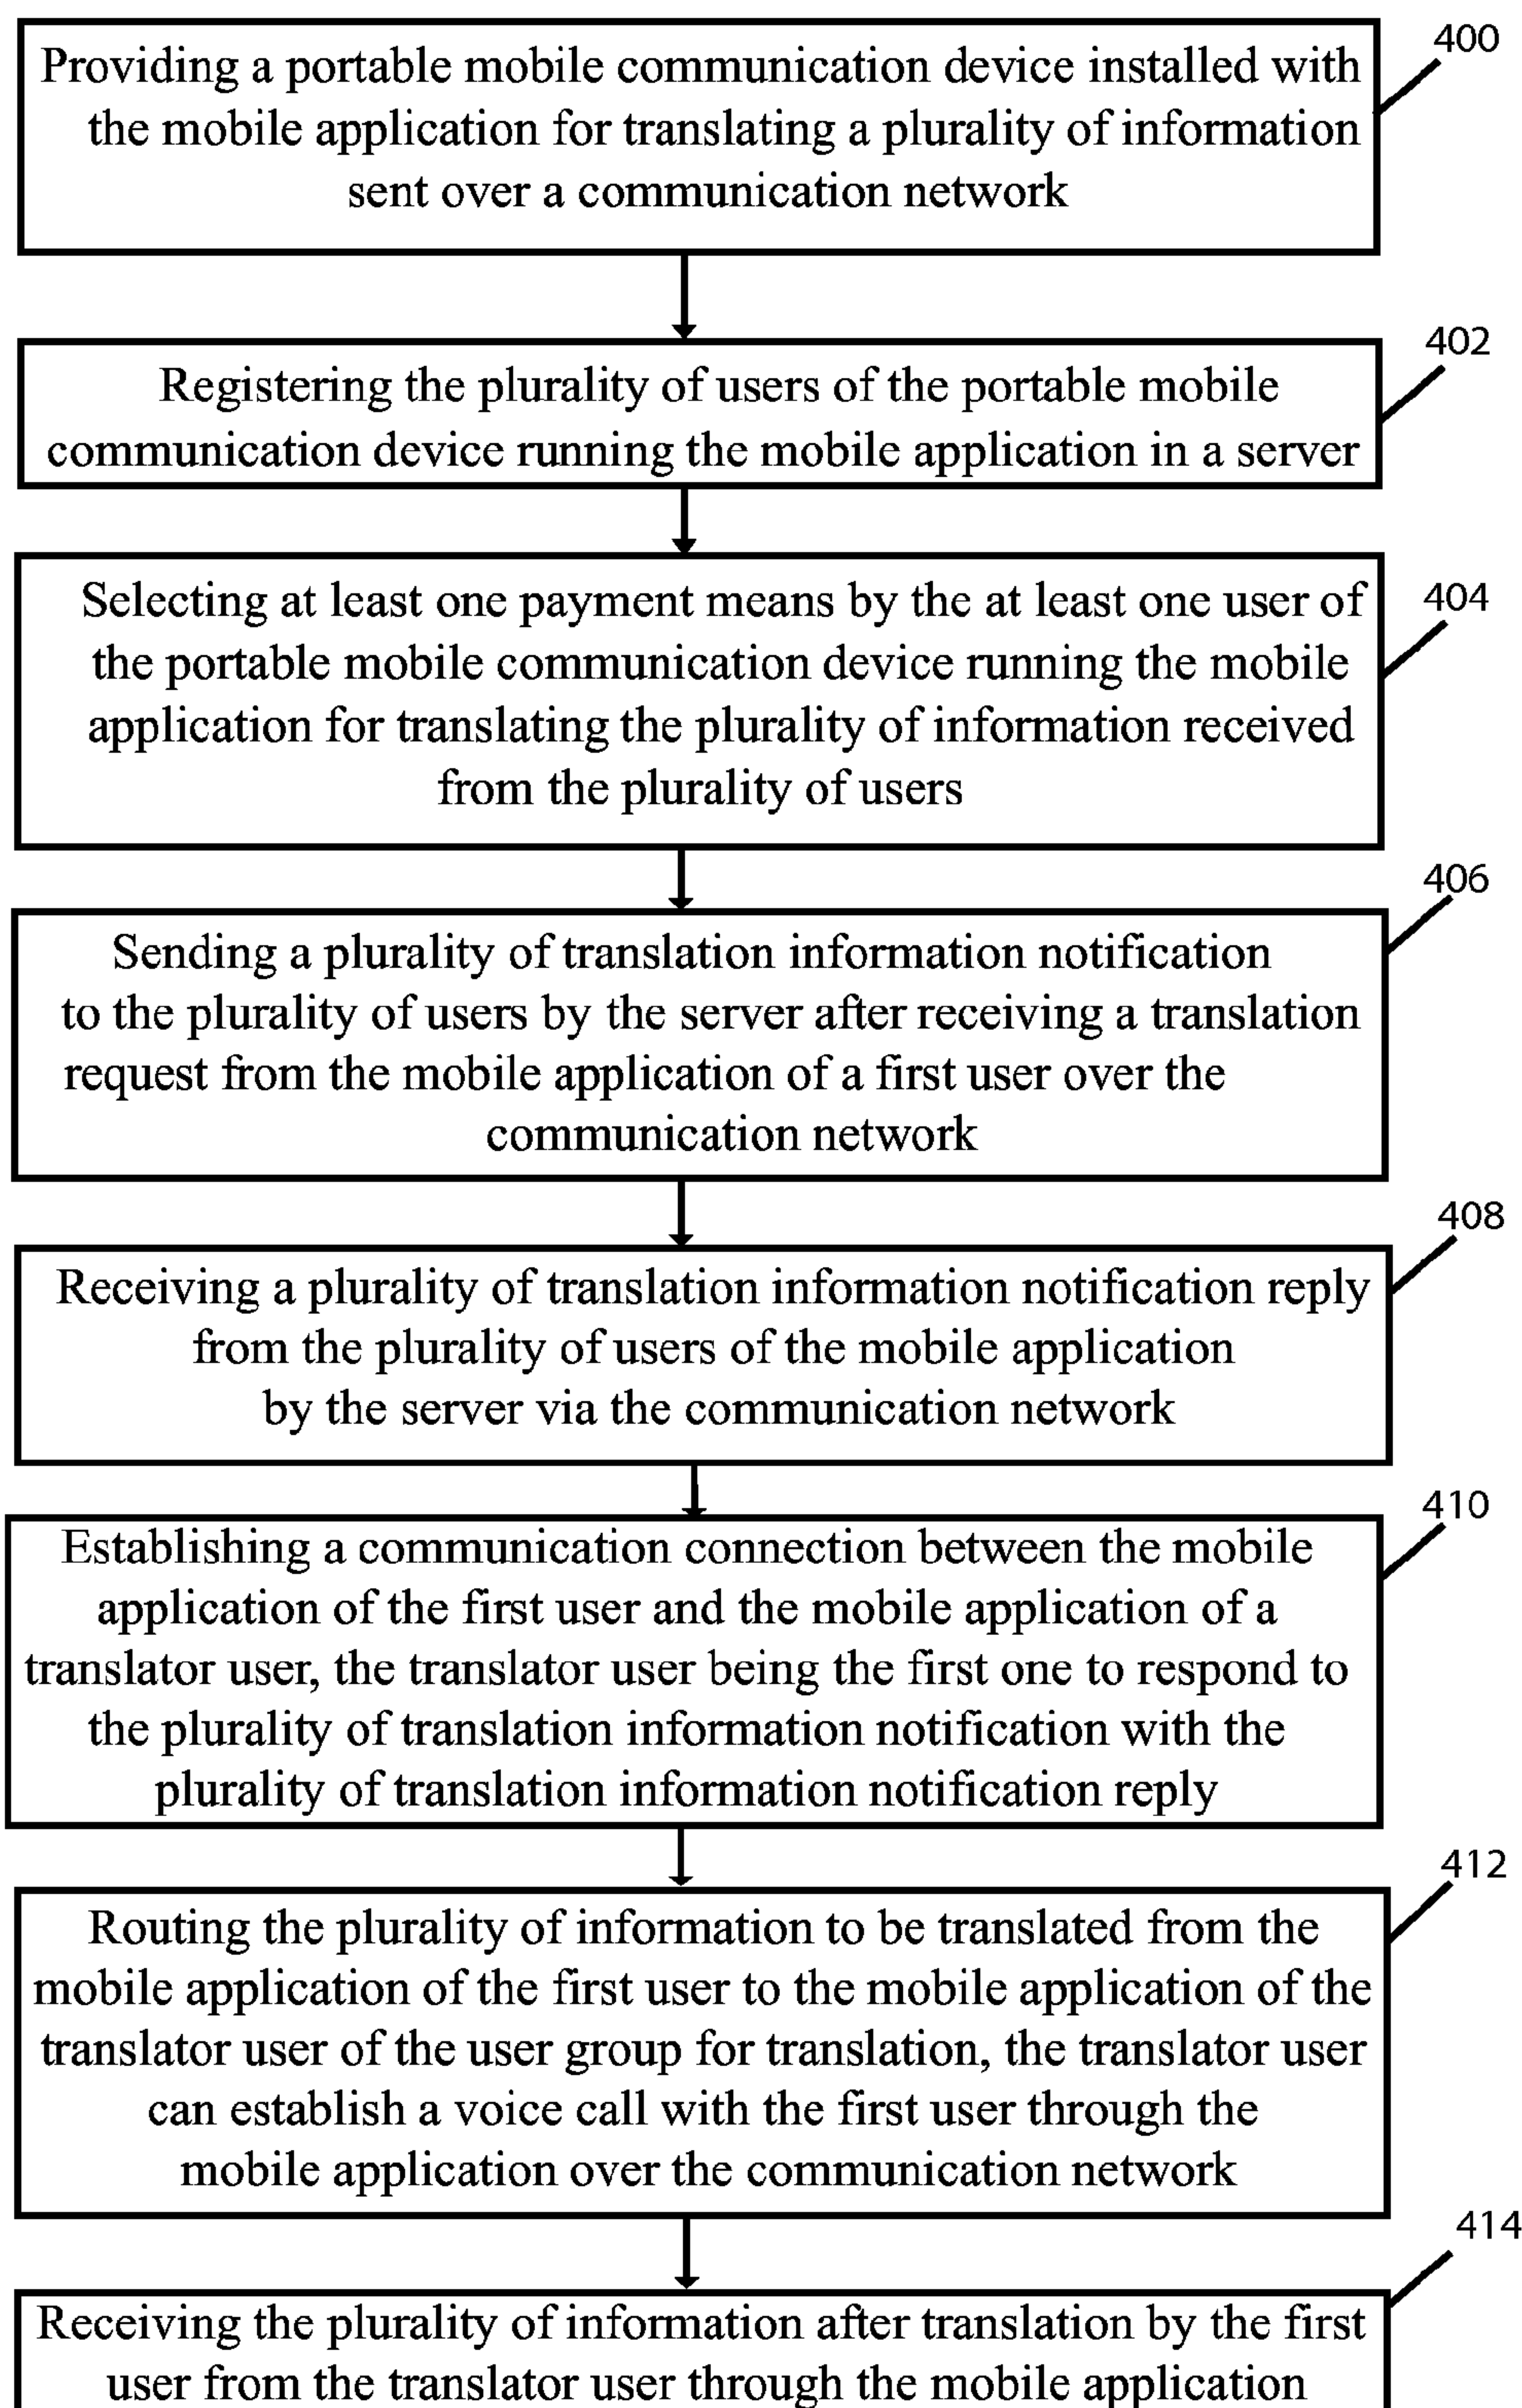 400
Providing a portable mobile communication device installed with
the mobile application for translating a plurality of information
sent over a communication network
402
Registering the plurality of users of the portable mobile
communication device running the mobile application in a server
404
Selecting at least one payment means by the at least one user of
the portable mobile communication device running the mobile
application for translating the plurality of information received
from the plurality of users
406
Sending a plurality of translation information notification
to the plurality of users by the server after receiving a translation
request from the mobile application of a first user over the
communication network
408
Receiving a plurality of translation information notification reply
from the plurality of users of the mobile application
by the server via the communication network
410
Establishing a communication connection between the mobile
application of the first user and the mobile application of a
translator user, the translator user being the first one to respond to
the plurality of translation information notification with the
plurality of translation information notification reply
412
Routing the plurality of information to be translated from the
mobile application of the first user to the mobile application of the
translator user of the user group for translation, the translator user
can establish a voice call with the first user through the
mobile application over the communication network
414
Receiving the plurality of information after translation by the first
user from the translator user through the mobile application